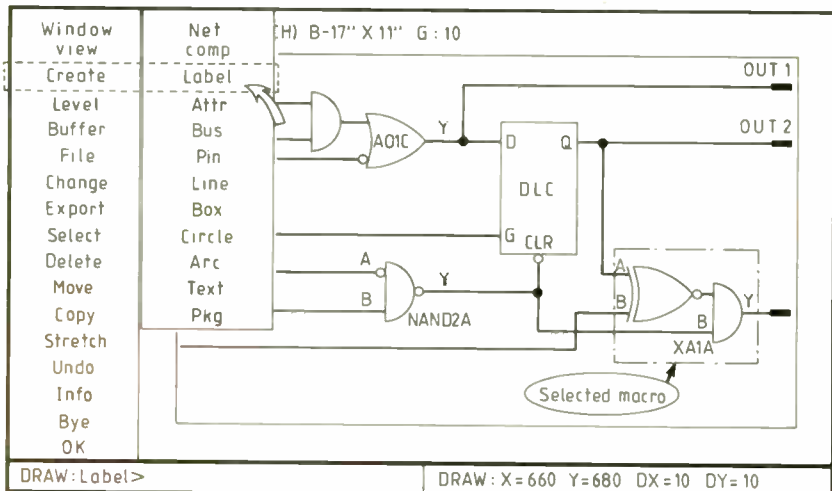 Window
view
Create
Level
Buffer
File
Change
Export
Select
Delete
Move
Copy
Stretch
Undo
Info
Bye
OK
Net
comp
Label
Attr
Bus
Pin
Line
Box
Circle
Arc
Text
Pkg
(H) B-17" X 11" G:10
OUT 1
OUT 2
AO1C
Y
D
Q
DLC
G
CLR
A
B
Y
NAND2A
A
B
B
Y
XA1A
Selected macro
DRAW:Label>
DRAW: X=660 Y=680 DX=10 DY=10